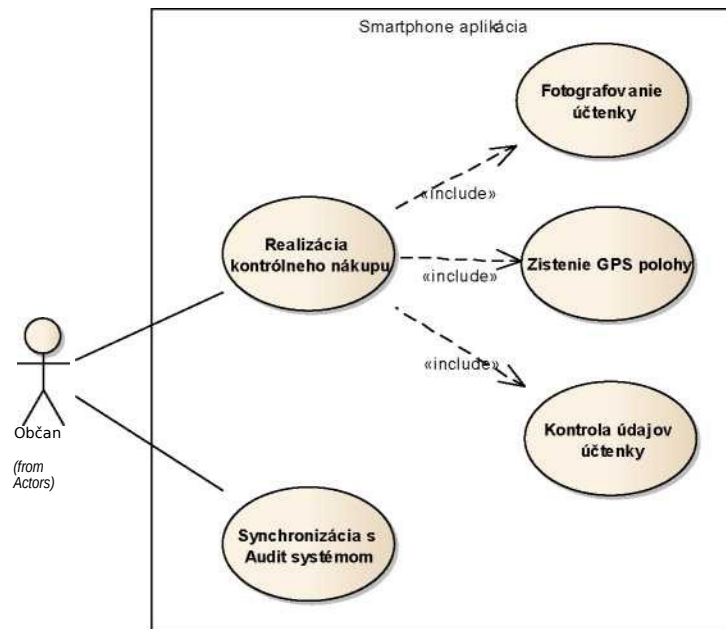 Smartphone aplikácia
Fotografovanie
účtenky
«include»
Realizácia
kontrólneho nákupu
Zistenie GPS polohy
«include»
«include»
Občan
(from
Actors)
Kontrola údajov
účtenky
Synchronizácia s
Audit systémom